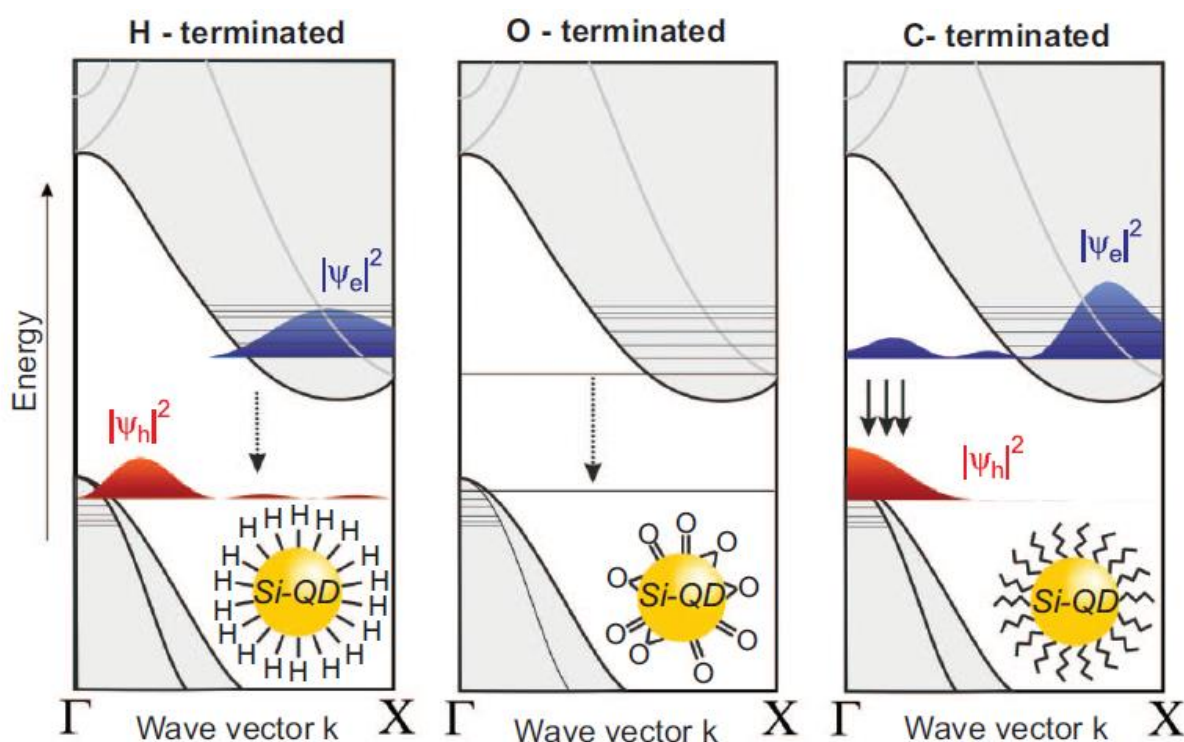 H - terminated
O - terminated
C- terminated
Energy
|ψe|²
|ψh|²
|ψe|²
|ψh|²
H H H H H H H H H H H H H H H H H
Si-QD
O O O O O O O O O O
Si-QD
Si-QD
Γ Wave vector k X
Wave vector k
Γ Wave vector k X